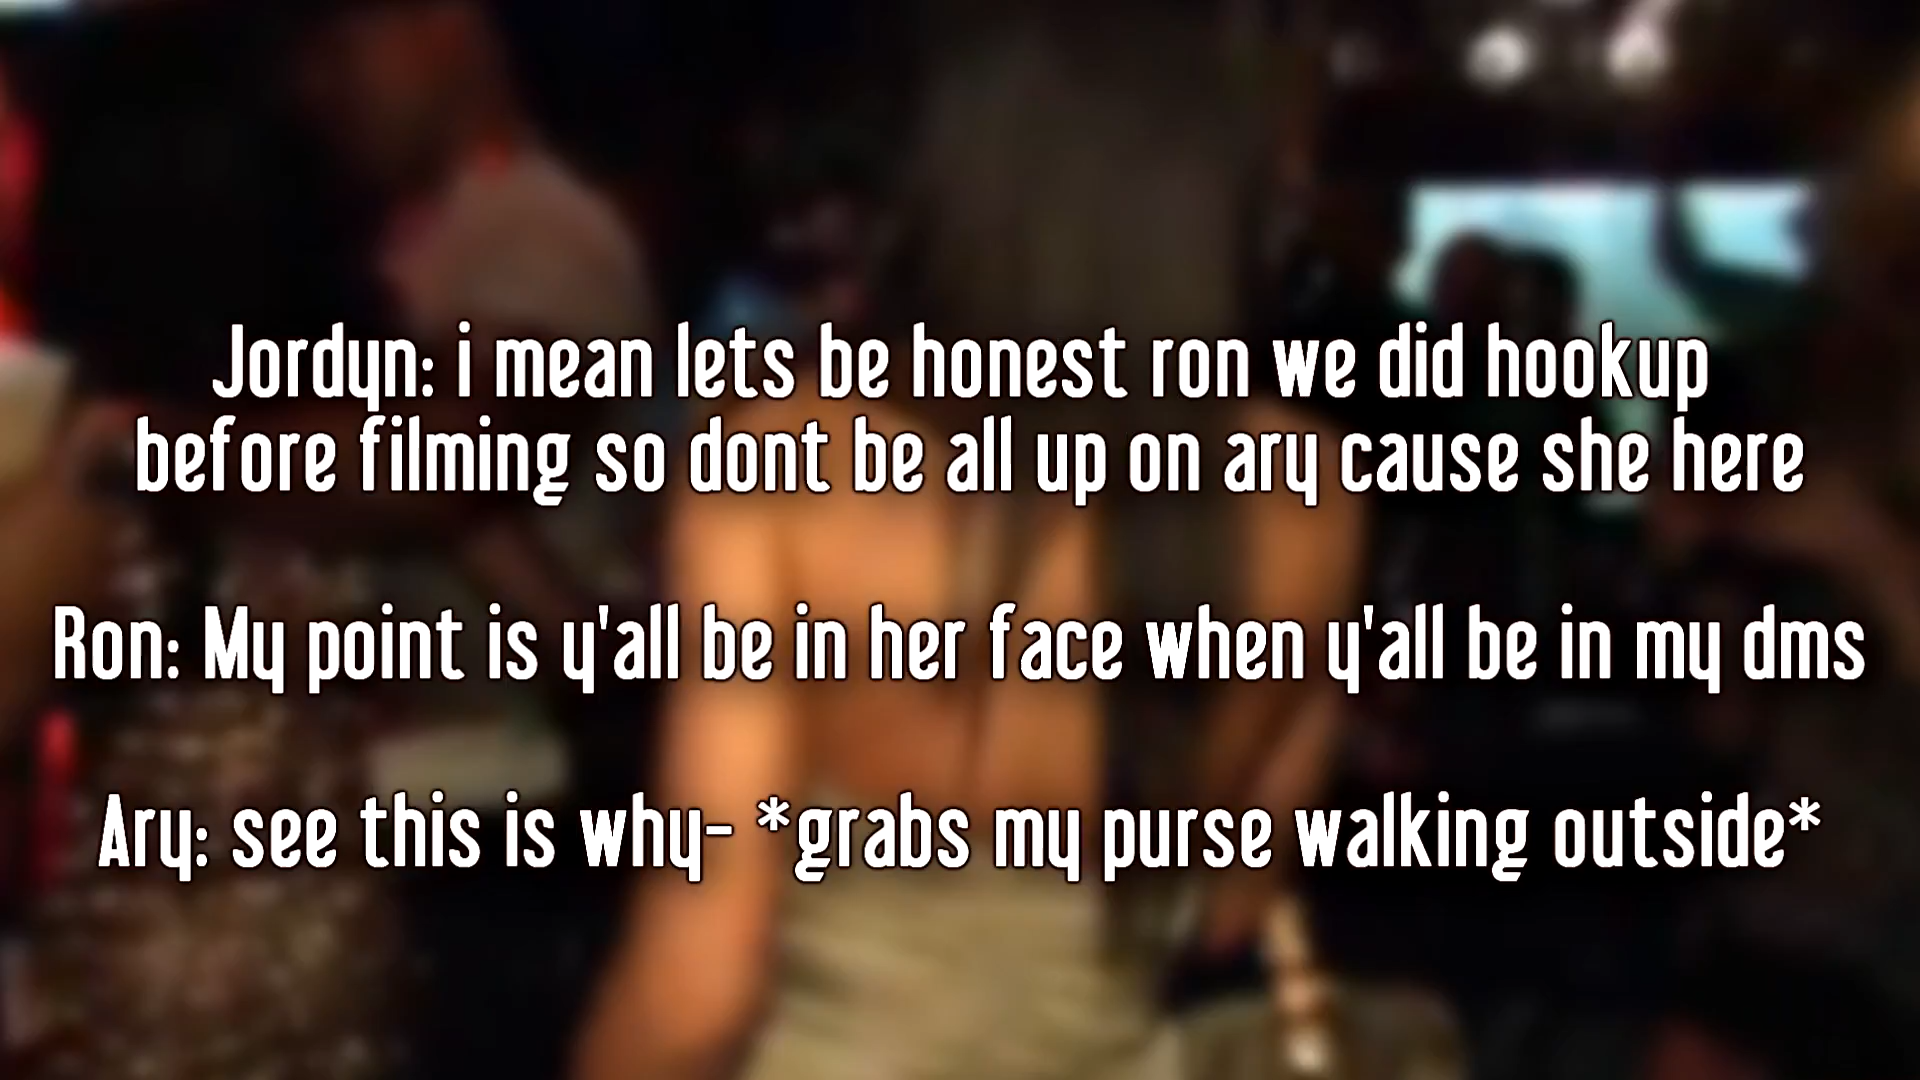 Jordyn: i mean lets be honest ron we did hookup
before filming so dont be all up on ary cause she here
Ron: My point is y'all be in her face when y'all be in my dms
Ary: see this is why- *grabs my purse walking outside*